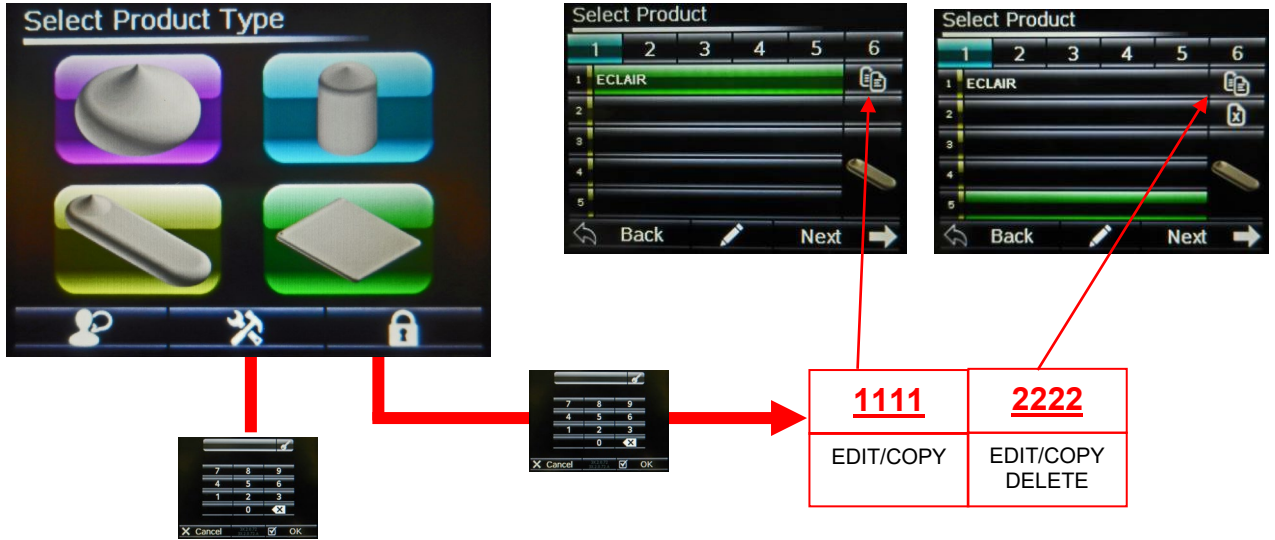 Select Product Type
Select Product
1 2 3 4 5 6
1 ECLAIR
2
3
4
5
Back Next
Select Product
1 2 3 4 5 6
1 ECLAIR
2
3
4
5
Back Next
7 8 9
4 5 6
1 2 3
0
X Cancel OK
7 8 9
4 5 6
1 2 3
0
X Cancel OK
1111 2222
EDIT/COPY EDIT/COPY
DELETE